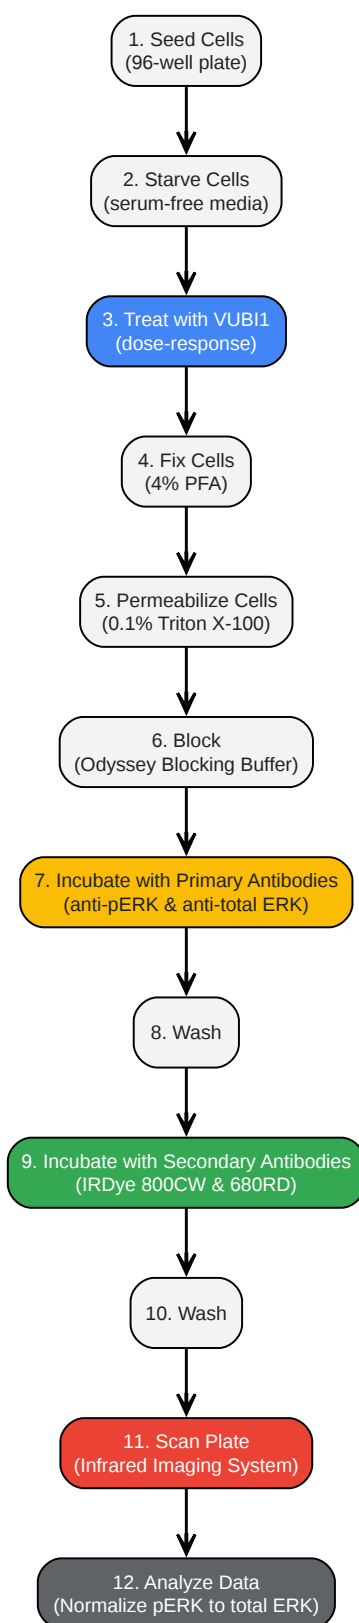 1. Seed Cells
(96-well plate)
2. Starve Cells
(serum-free media)
3. Treat with VUBI1
(dose-response)
4. Fix Cells
(4% PFA)
5. Permeabilize Cells
(0.1% Triton X-100)
6. Block
(Odyssey Blocking Buffer)
7. Incubate with Primary Antibodies
(anti-pERK & anti-total ERK)
8. Wash
9. Incubate with Secondary Antibodies
(IRDye 800CW & 680RD)
10. Wash
11. Scan Plate
(Infrared Imaging System)
12. Analyze Data
(Normalize pERK to total ERK)